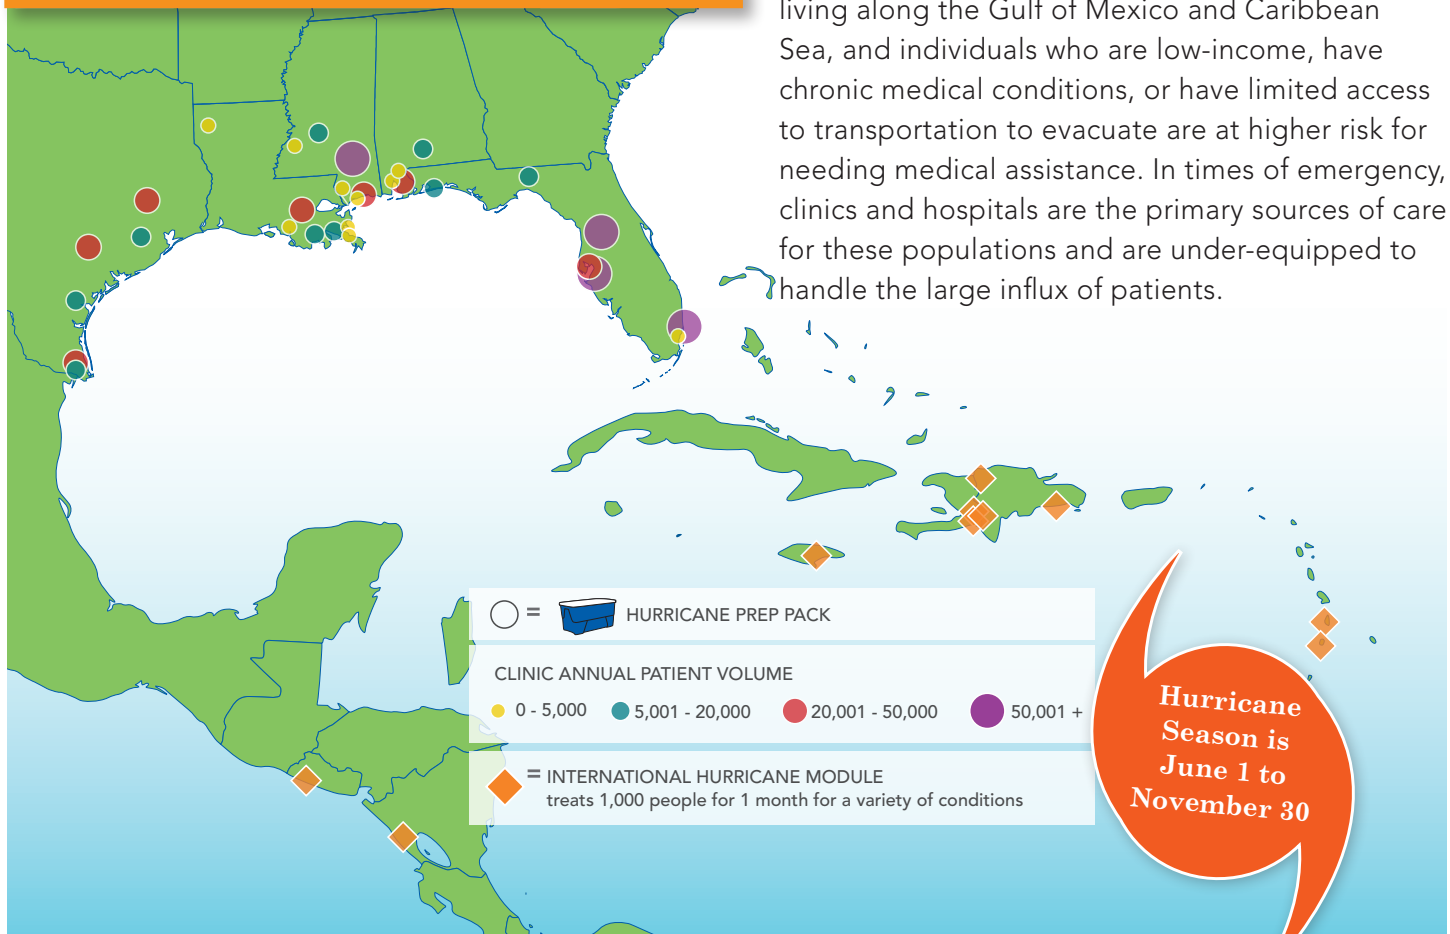 living along the Gulf of Mexico and Caribbean
Sea, and individuals who are low-income, have
chronic medical conditions, or have limited access
to transportation to evacuate are at higher risk for
needing medical assistance. In times of emergency,
clinics and hospitals are the primary sources of care
for these populations and are under-equipped to
handle the large influx of patients.
= HURRICANE PREP PACK
CLINIC ANNUAL PATIENT VOLUME
0 - 5,000 5,001 - 20,000 20,001 - 50,000 50,001 +
= INTERNATIONAL HURRICANE MODULE
treats 1,000 people for 1 month for a variety of conditions
Hurricane
Season is
June 1 to
November 30